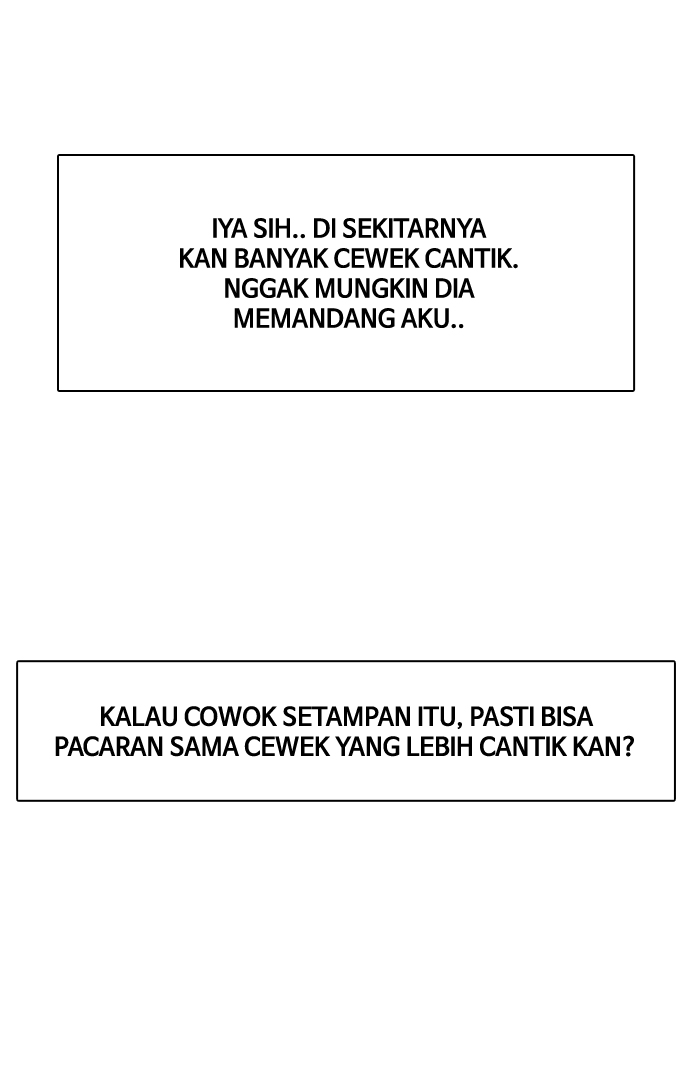 IYA SIH.. DI SEKITARNYA
KAN BANYAK CEWEK CANTIK.
NGGAK MUNGKIN DIA
MEMANDANG AKU..
KALAU COWOK SETAMPAN ITU, PASTI BISA
PACARAN SAMA CEWEK YANG LEBIH CANTIK KAN?